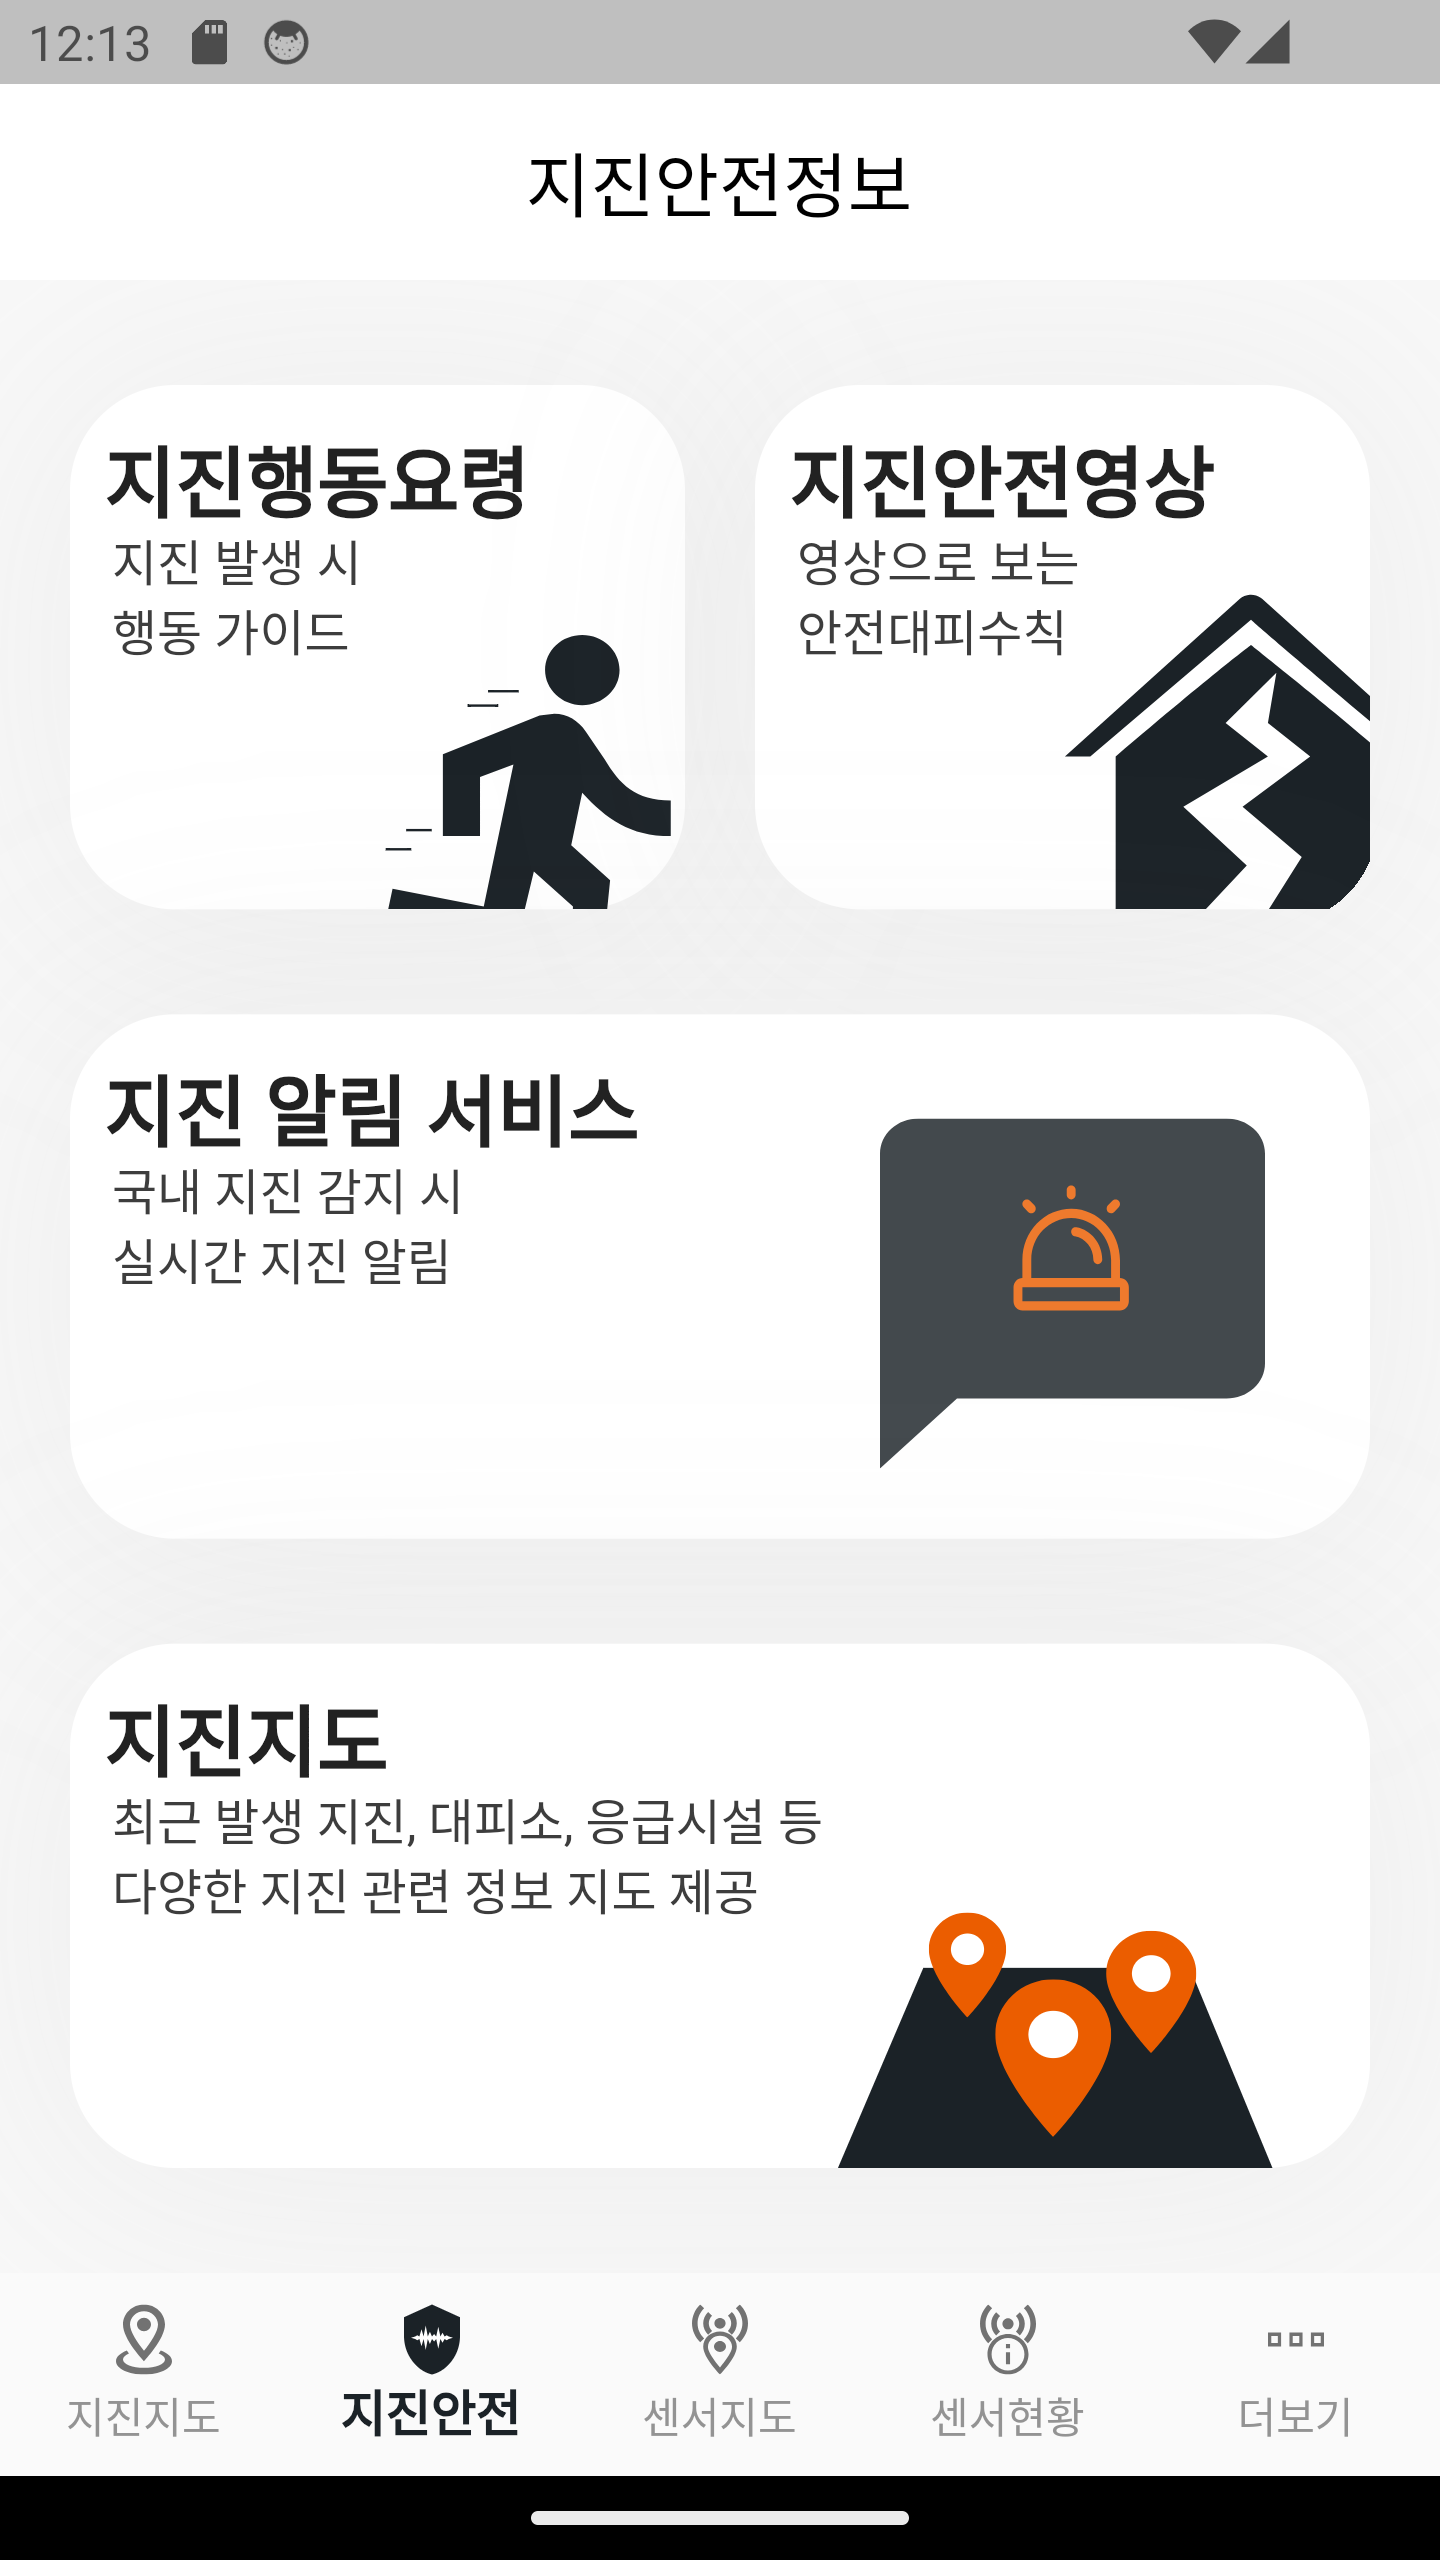 12:13
지진안전정보
지진행동요령
지진 발생 시
행동 가이드
지진안전영상
영상으로 보는
안전대피수칙
지진 알림 서비스
국내 지진 감지 시
실시간 지진 알림
지진지도
최근 발생 지진, 대피소, 응급시설 등
다양한 지진 관련 정보 지도 제공
지진지도
지진안전
센서지도
센서현황
더보기